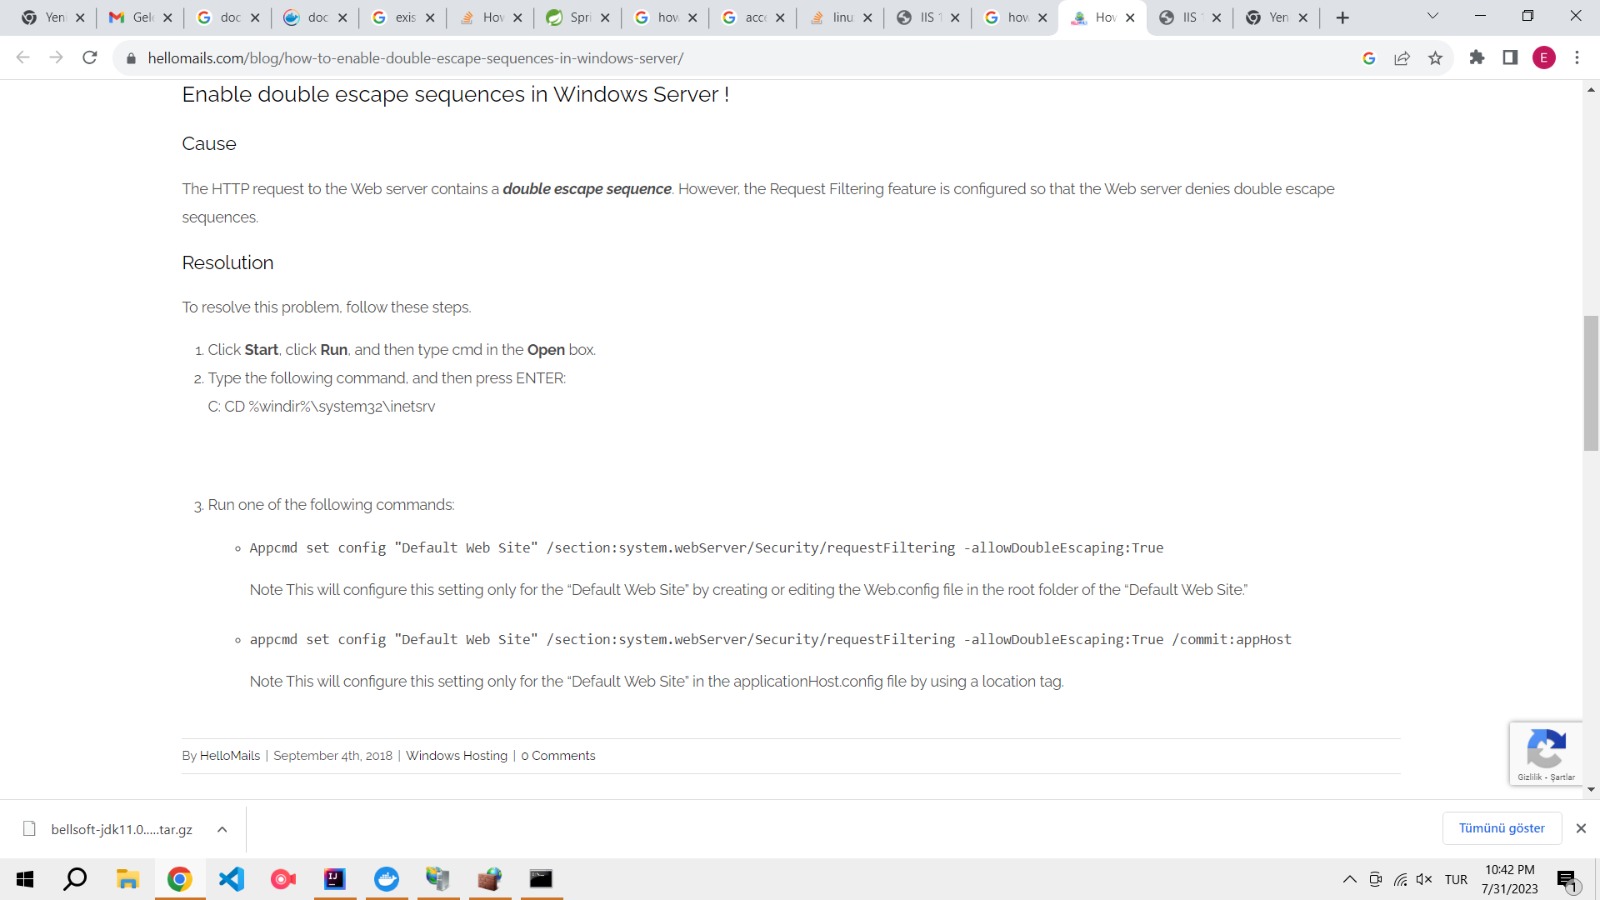 Yeni
Gele
doc
doc
exis
How
Spri
how
acce
linu
IIS
how
How
IIS
Yen
hellomails.com/blog/how-to-enable-double-escape-sequences-in-windows-server/
E
Enable double escape sequences in Windows Server !
Cause
The HTTP request to the Web server contains a double escape sequence. However, the Request Filtering feature is configured so that the Web server denies double escape
sequences.
Resolution
To resolve this problem, follow these steps.
1. Click Start, click Run, and then type cmd in the Open box.
2. Type the following command, and then press ENTER:
C: CD %windir%\system32\inetsrv
3. Run one of the following commands:
Appcmd set config "Default Web Site" /section:system.webServer/Security/requestFiltering -allowDoubleEscaping:True
Note This will configure this setting only for the “Default Web Site” by creating or editing the Web.config file in the root folder of the “Default Web Site.”
appcmd set config "Default Web Site" /section:system.webServer/Security/requestFiltering -allowDoubleEscaping:True /commit:appHost
Note This will configure this setting only for the “Default Web Site” in the applicationHost.config file by using a location tag.
By HelloMails | September 4th, 2018 | Windows Hosting | 0 Comments
Gizlilik - Şartlar
bellsoft-jdk11.0.....tar.gz
Tümünü göster
TUR
10:42 PM
7/31/2023
1